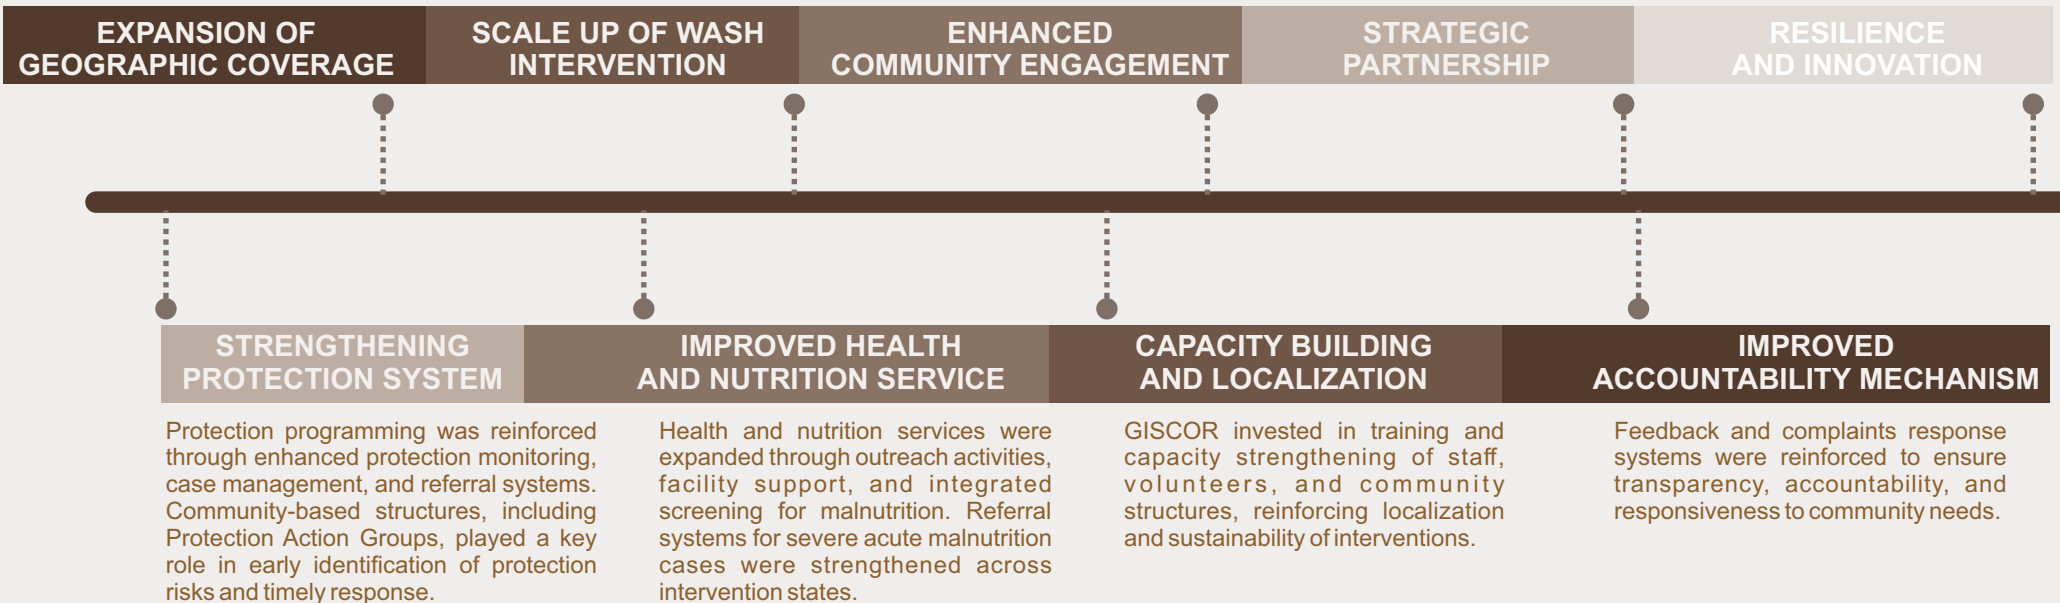 EXPANSION OF
GEOGRAPHIC COVERAGE
SCALE UP OF WASH
INTERVENTION
ENHANCED
COMMUNITY ENGAGEMENT
STRATEGIC
PARTNERSHIP
RESILIENCE
AND INNOVATION
STRENGTHENING
PROTECTION SYSTEM
Protection programming was reinforced
through enhanced protection monitoring,
case management, and referral systems.
Community-based structures, including
Protection Action Groups, played a key
role in early identification of protection
risks and timely response.
IMPROVED HEALTH
AND NUTRITION SERVICE
Health and nutrition services were
expanded through outreach activities,
facility support, and integrated
screening for malnutrition. Referral
systems for severe acute malnutrition
cases were strengthened across
intervention states.
CAPACITY BUILDING
AND LOCALIZATION
GISCOR invested in training and
capacity strengthening of staff,
volunteers, and community
structures, reinforcing localization
and sustainability of interventions.
IMPROVED
ACCOUNTABILITY MECHANISM
Feedback and complaints response
systems were reinforced to ensure
transparency, accountability, and
responsiveness to community needs.